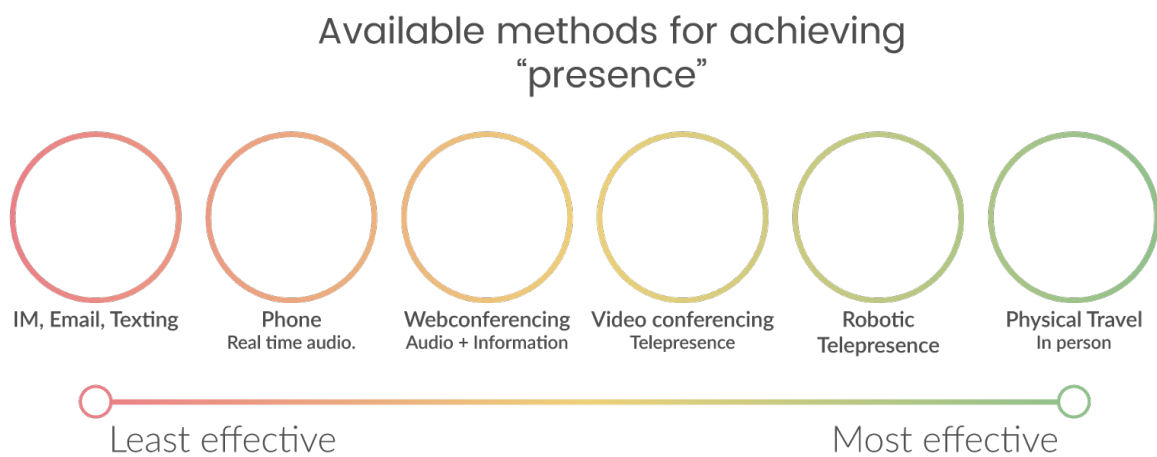 Available methods for achieving
“presence”
IM, Email, Texting
Phone
Real time audio.
Webconferencing
Audio + Information
Video conferencing
Telepresence
Robotic
Telepresence
Physical Travel
In person
Least effective
Most effective